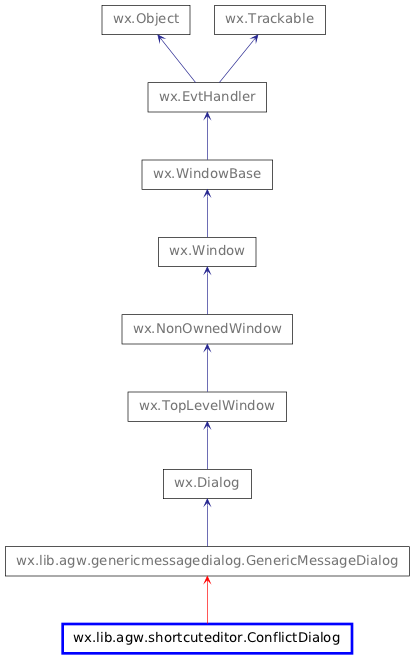 wx.Object
wx.Trackable
wx.EvtHandler
wx.WindowBase
wx.Window
wx.NonOwnedWindow
wx.TopLevelWindow
wx.Dialog
wx.lib.agw.genericmessagedialog.GenericMessageDialog
wx.lib.agw.shortcuteditor.ConflictDialog